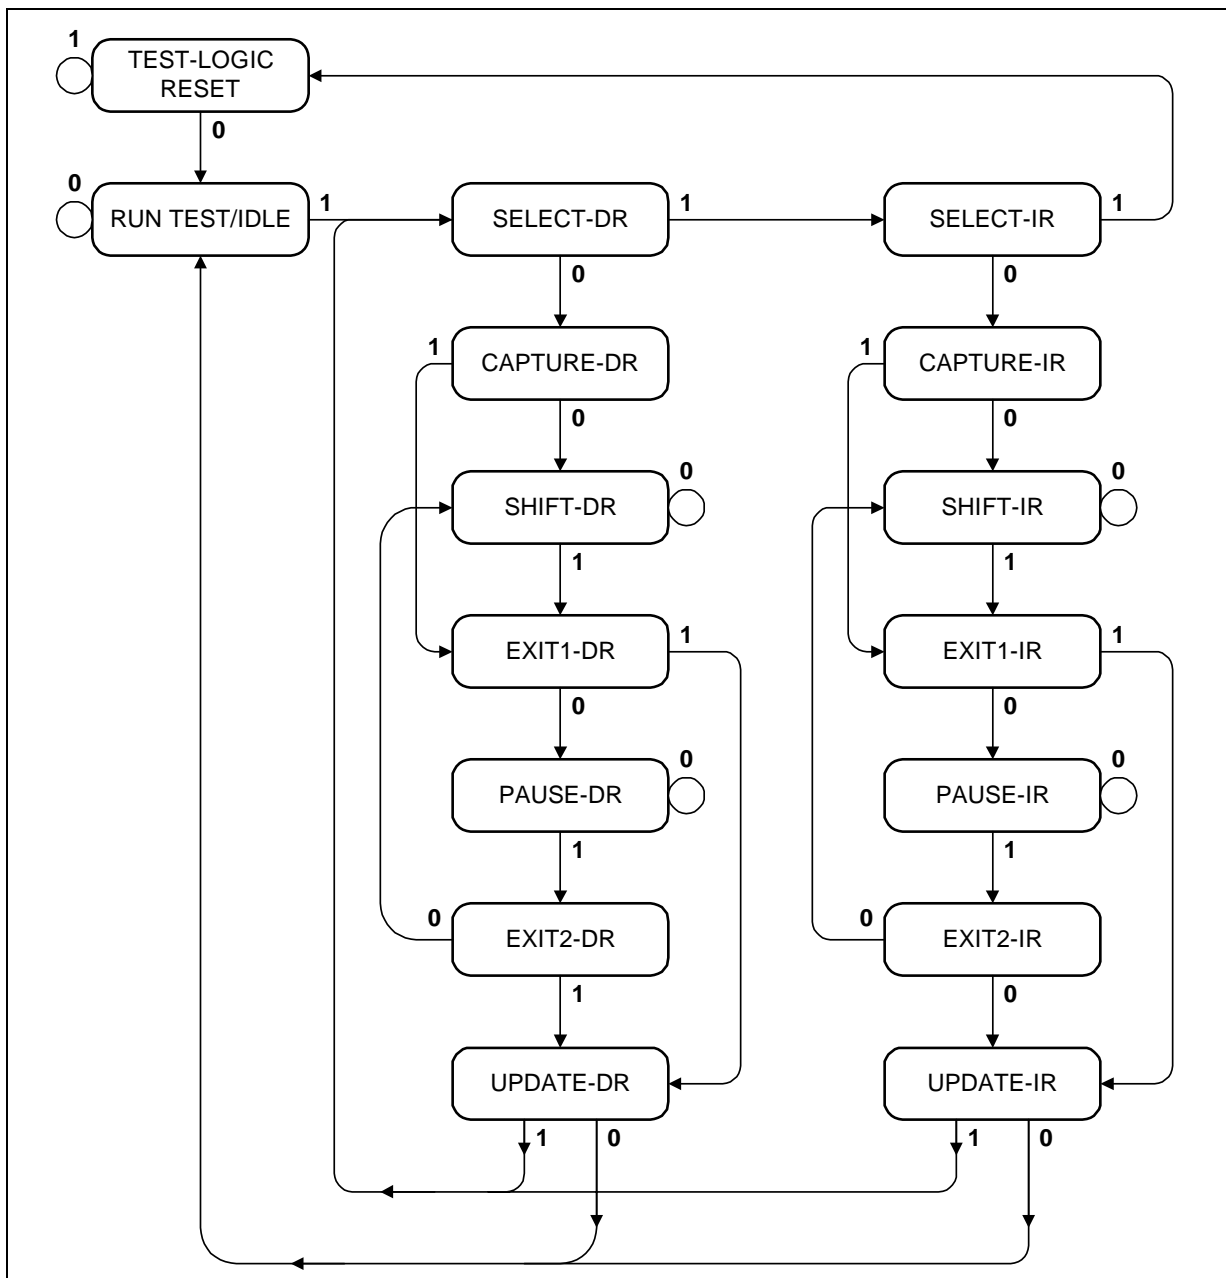 1
TEST-LOGIC
RESET
0
0
RUN TEST/IDLE
1
SELECT-DR
1
SELECT-IR
1
0
0
1
CAPTURE-DR
1
CAPTURE-IR
0
0
0
0
SHIFT-DR
SHIFT-IR
1
1
EXIT1-DR
1
EXIT1-IR
1
0
0
0
0
PAUSE-DR
PAUSE-IR
1
1
0
EXIT2-DR
0
EXIT2-IR
1
0
UPDATE-DR
UPDATE-IR
1
0
1
0